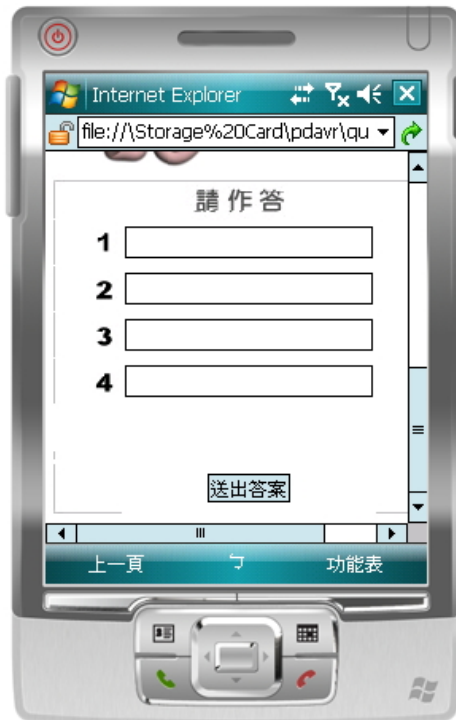 Internet Explorer
file://\Storage%20Card\pdavr\qu
請作答
1
2
3
4
送出答案
上一頁
ㄅ
功能表